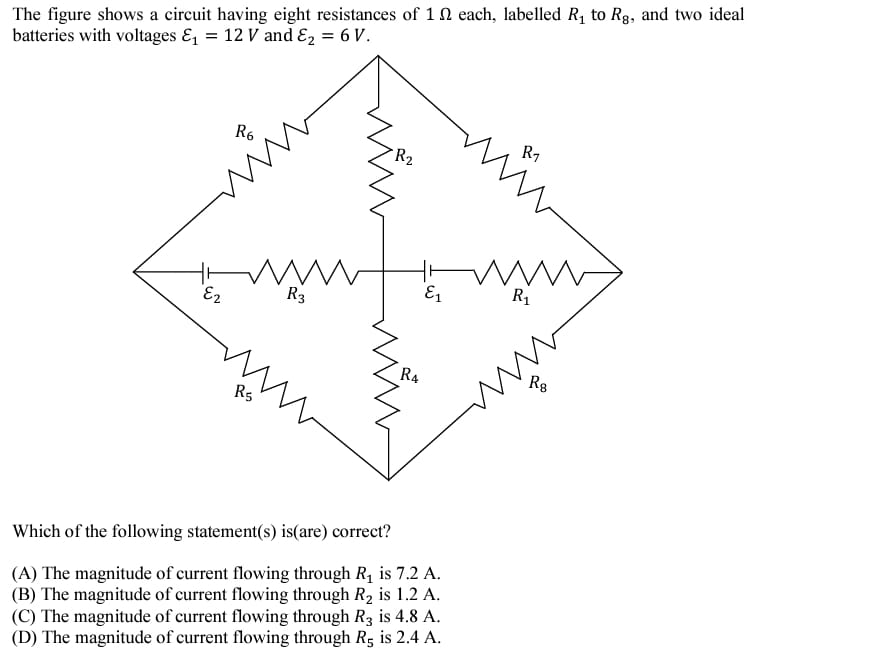 The figure shows a circuit having eight resistances of 1 Ω each, labelled R₁ to R₈, and two ideal
batteries with voltages ℰ₁ = 12 V and ℰ₂ = 6 V.
R₆
R₂
R₇
ℰ₂
R₃
ℰ₁
R₁
R₅
R₄
R₈
Which of the following statement(s) is(are) correct?
(A) The magnitude of current flowing through R₁ is 7.2 A.
(B) The magnitude of current flowing through R₂ is 1.2 A.
(C) The magnitude of current flowing through R₃ is 4.8 A.
(D) The magnitude of current flowing through R₅ is 2.4 A.